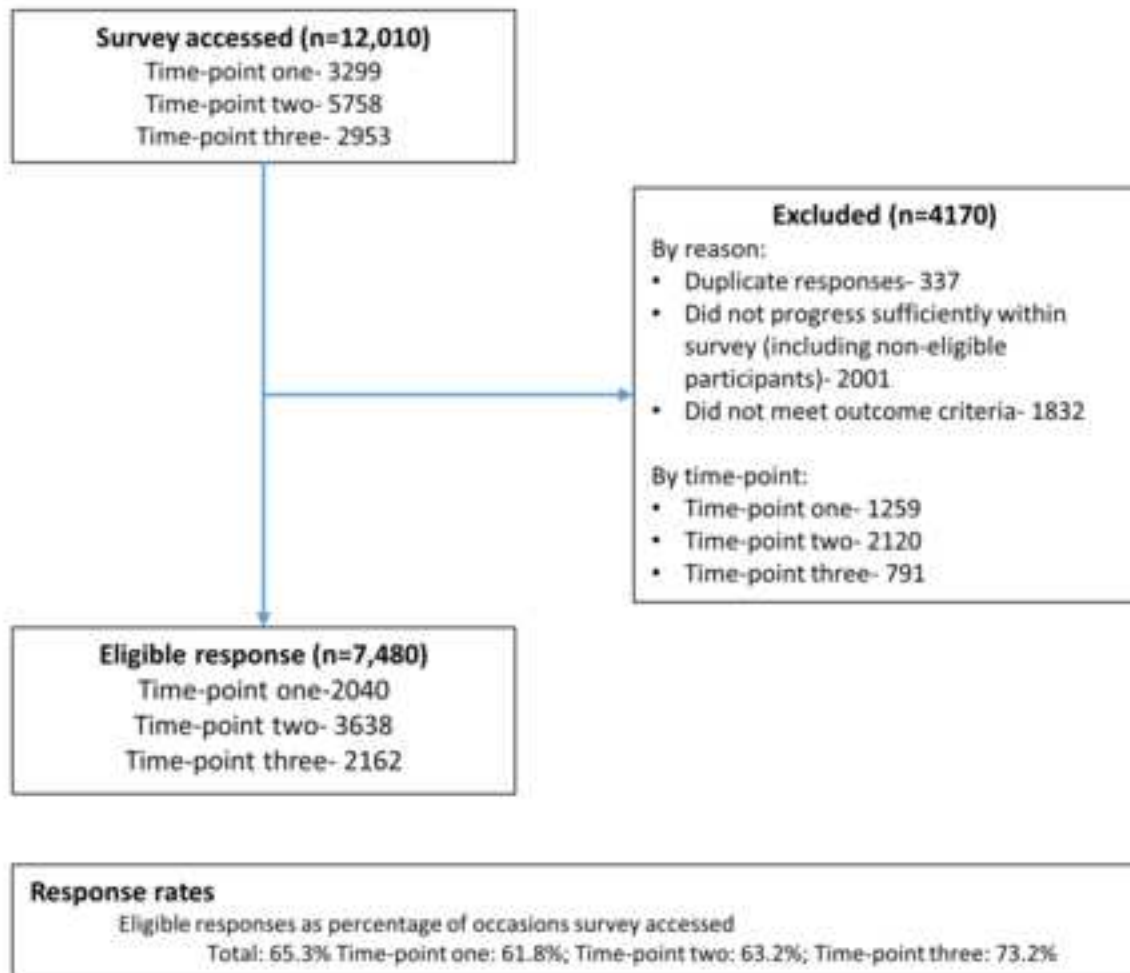 Survey accessed (n=12,010)
Time-point one- 3299
Time-point two- 5758
Time-point three- 2953
Excluded (n=4170)
By reason:
• Duplicate responses- 337
• Did not progress sufficiently within
survey (including non-eligible
participants)- 2001
• Did not meet outcome criteria- 1832
By time-point:
• Time-point one- 1259
• Time-point two- 2120
• Time-point three- 791
Eligible response (n=7,480)
Time-point one-2040
Time-point two- 3638
Time-point three- 2162
Response rates
Eligible responses as percentage of occasions survey accessed
Total: 65.3% Time-point one: 61.8%; Time-point two: 63.2%; Time-point three: 73.2%